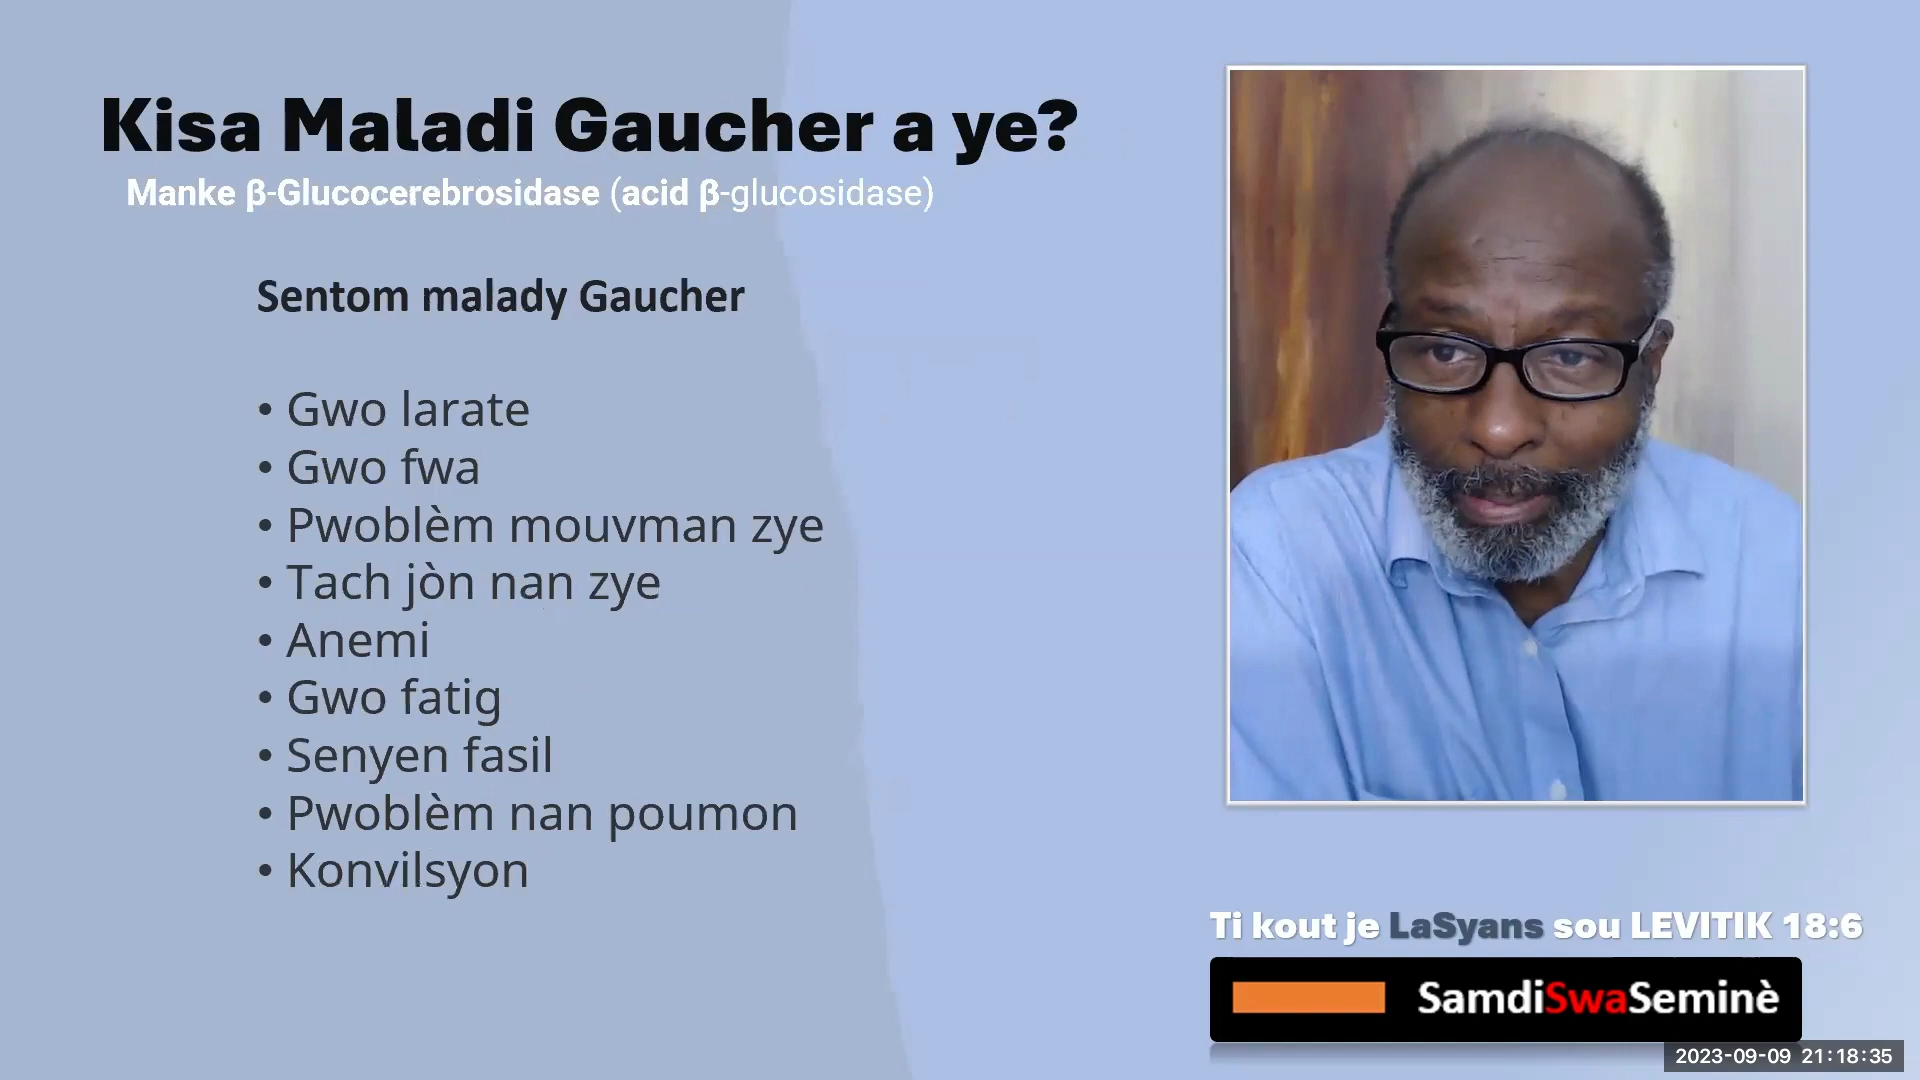 Kisa Maladi Gaucher a ye?
Manke β-Glucocerebrosidase (acid β-glucosidase)
Sentom malady Gaucher
• Gwo larate
• Gwo fwa
• Pwoblèm mouvman zye
• Tach jòn nan zye
• Anemi
• Gwo fatig
• Senyen fasil
• Pwoblèm nan poumon
• Konvilsyon
Ti kout je LaSyans sou LEVITIK 18:6
SamdiSwaSeminè
2023-09-09 21:18:35